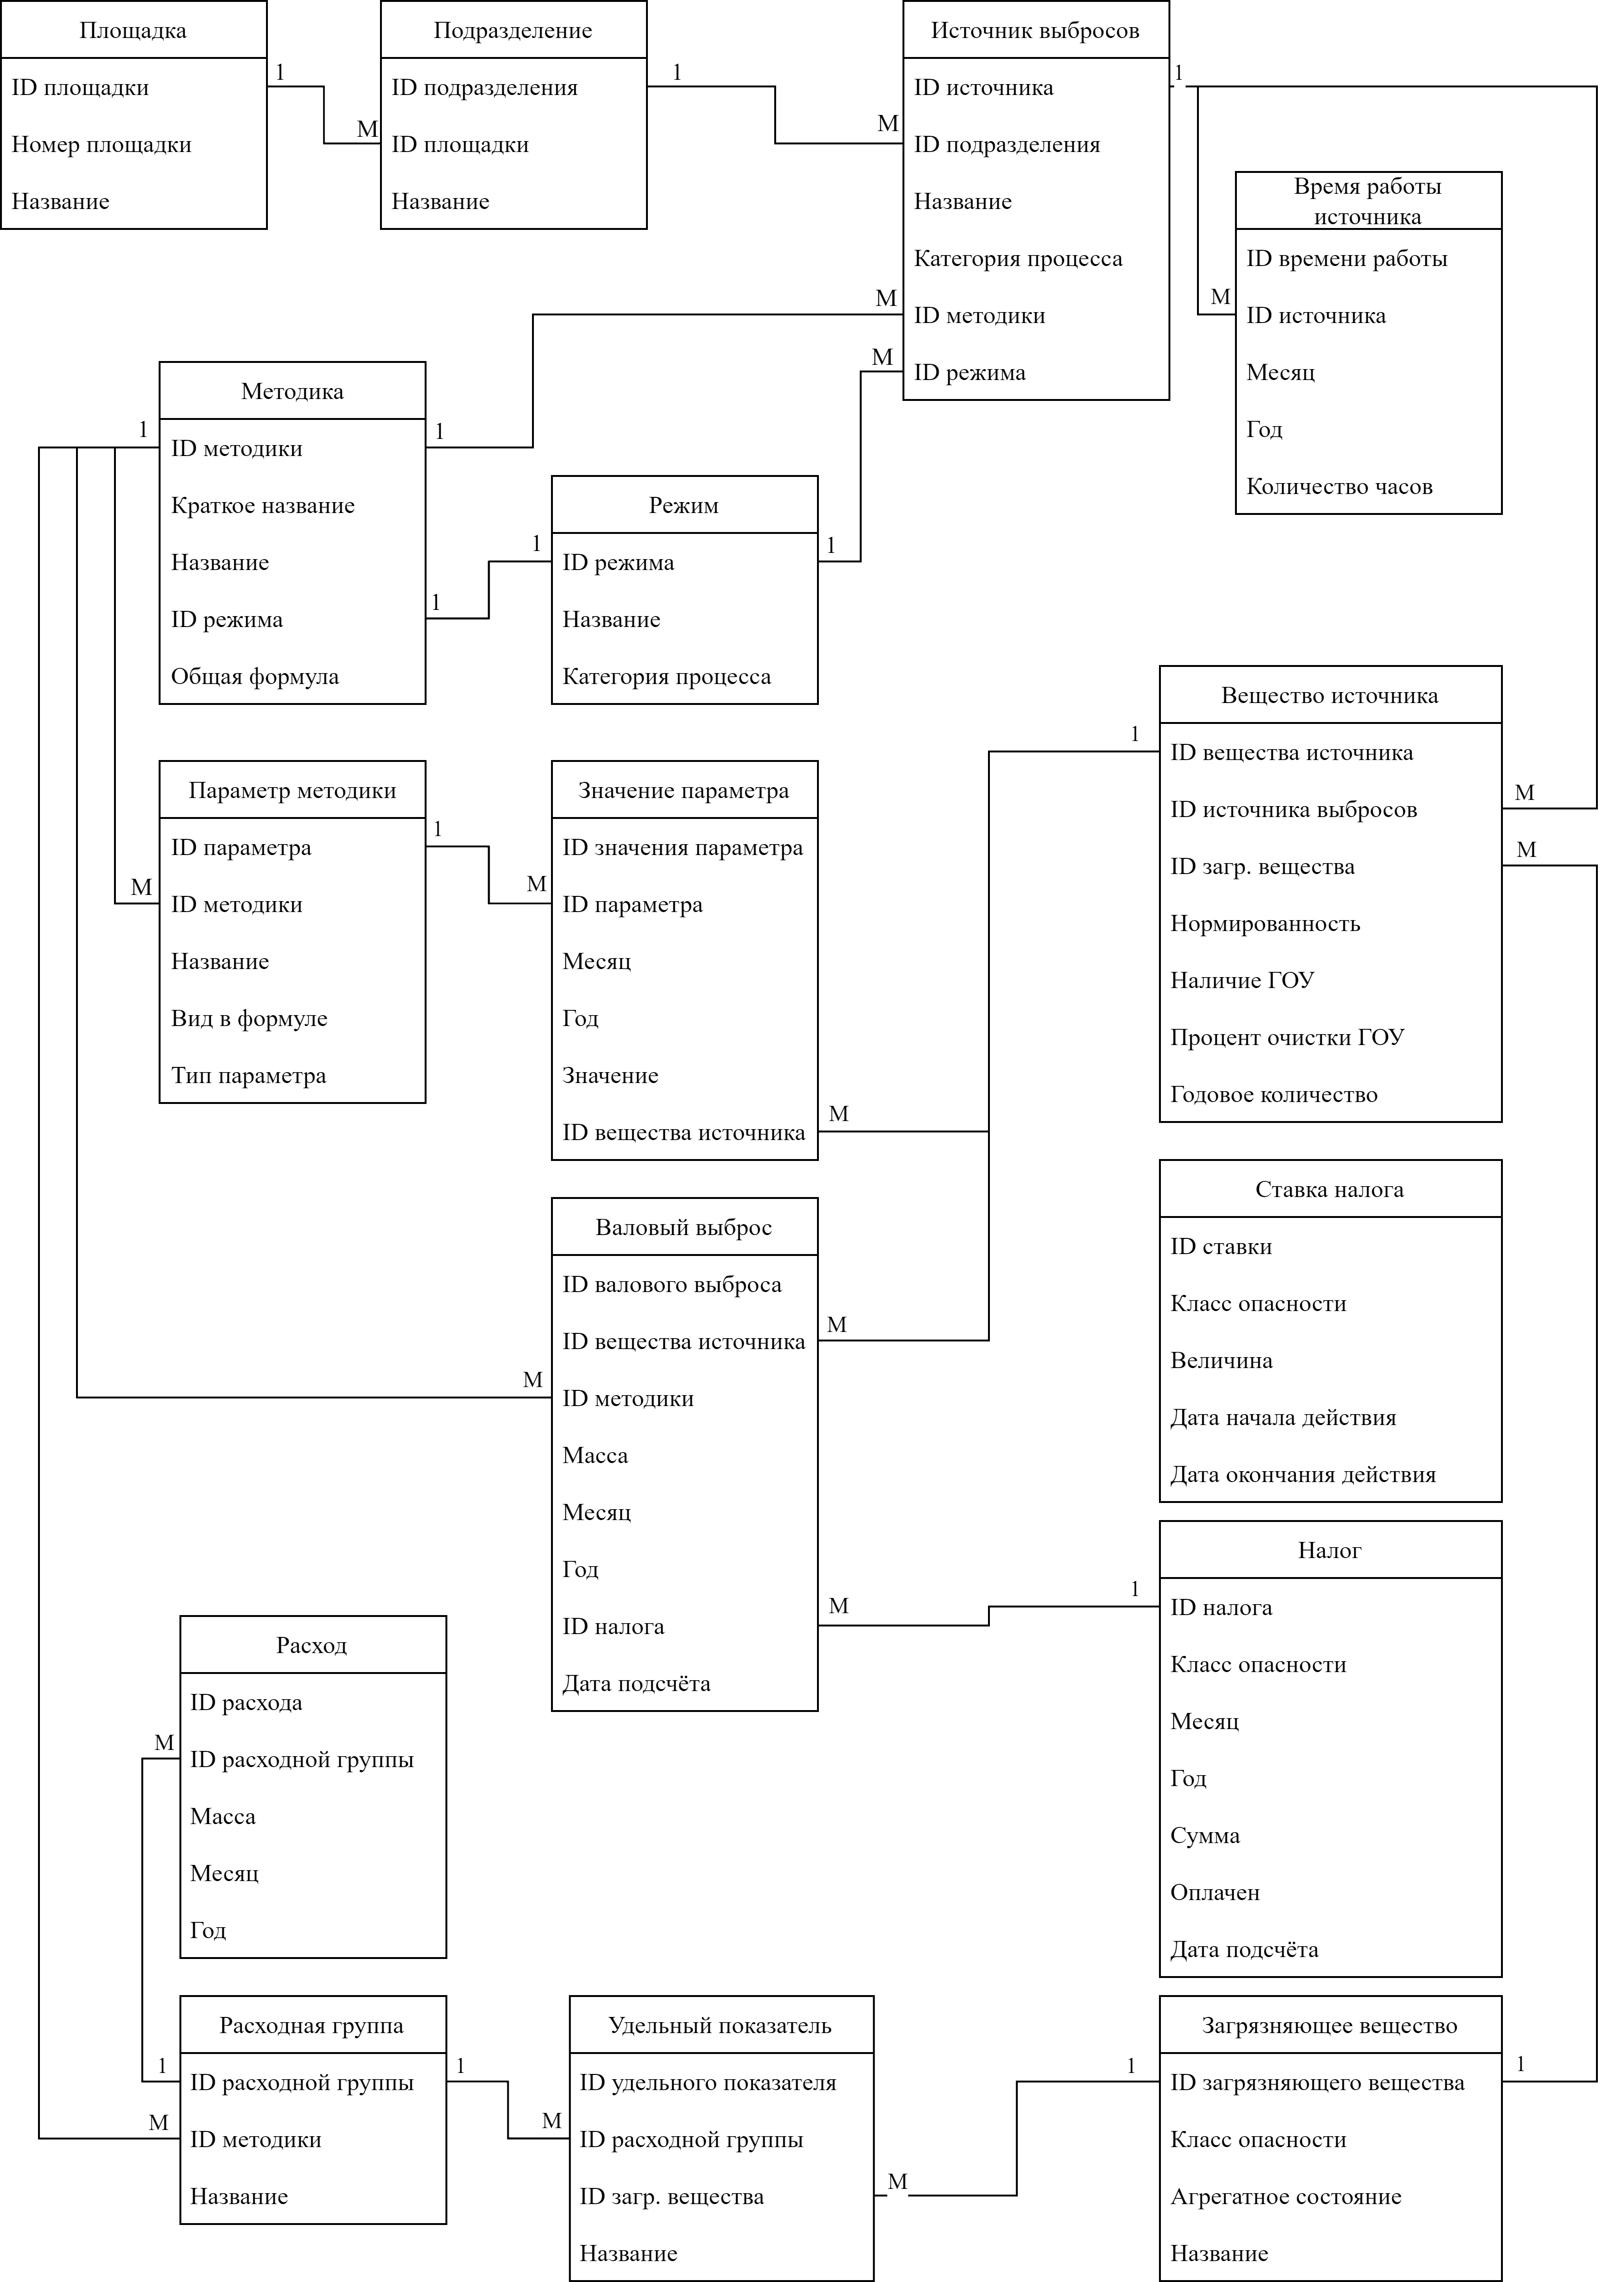 Площадка
ID площадки
Номер площадки
Название
1
М
Подразделение
ID подразделения
ID площадки
Название
1
М
Источник выбросов
ID источника
ID подразделения
Название
Категория процесса
ID методики
ID режима
1
М
М
М
Время работы
источника
ID времени работы
ID источника
Месяц
Год
Количество часов
Методика
ID методики
Краткое название
Название
ID режима
Общая формула
1
1
1
1
Режим
ID режима
Название
Категория процесса
1
Параметр методики
ID параметра
ID методики
Название
Вид в формуле
Тип параметра
М
1
М
Значение параметра
ID значения параметра
ID параметра
Месяц
Год
Значение
ID вещества источника
М
1
Вещество источника
ID вещества источника
ID источника выбросов
ID загр. вещества
Нормированность
Наличие ГОУ
Процент очистки ГОУ
Годовое количество
М
М
Валовый выброс
ID валового выброса
ID вещества источника
ID методики
Масса
Месяц
Год
ID налога
Дата подсчёта
М
М
М
Ставка налога
ID ставки
Класс опасности
Величина
Дата начала действия
Дата окончания действия
1
Налог
ID налога
Класс опасности
Месяц
Год
Сумма
Оплачен
Дата подсчёта
Расход
ID расхода
ID расходной группы
Масса
Месяц
Год
М
1
М
Расходная группа
ID расходной группы
ID методики
Название
1
М
Удельный показатель
ID удельного показателя
ID расходной группы
ID загр. вещества
Название
М
1
Загрязняющее вещество
ID загрязняющего вещества
Класс опасности
Агрегатное состояние
Название
1